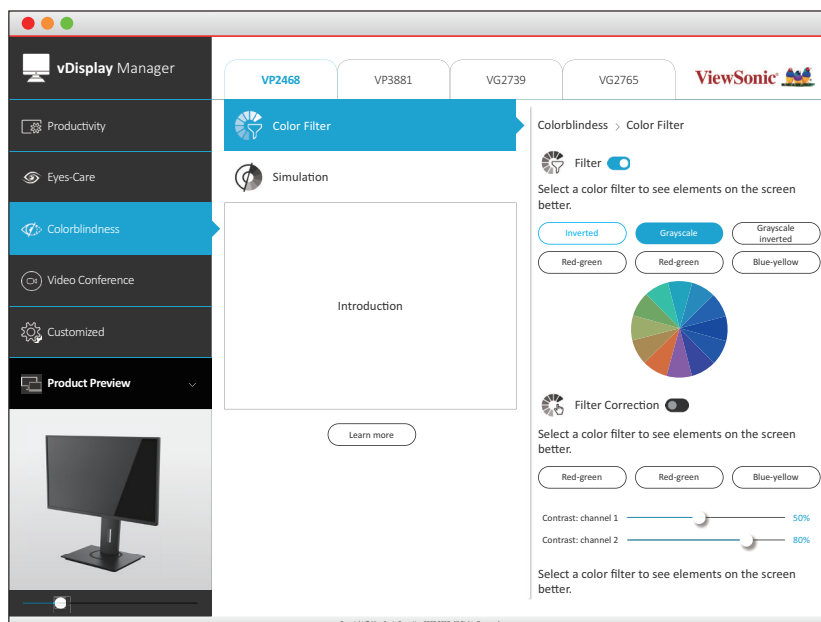 vDisplay Manager
VP2468
VP3881
VG2739
VG2765
ViewSonic
Productivity
Eyes-Care
Colorblindness
Video Conference
Customized
Product Preview
Color Filter
Simulation
Introduction
Learn more
Colorblindess > Color Filter
Filter
Select a color filter to see elements on the screen
better.
Inverted
Grayscale
Grayscale
inverted
Red-green
Red-green
Blue-yellow
Filter Correction
Select a color filter to see elements on the screen
better.
Red-green
Red-green
Blue-yellow
Contrast: channel 1 50%
Contrast: channel 2 80%
Select a color filter to see elements on the screen
better.